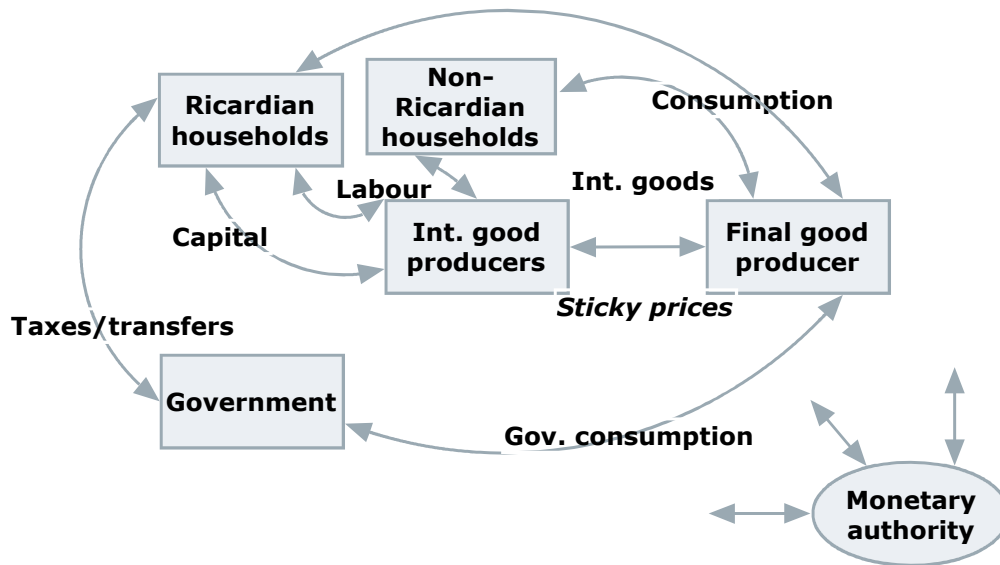 Ricardian
households
Non-
Ricardian
households
Consumption
Labour
Int. goods
Capital
Int. good
producers
Final good
producer
Sticky prices
Taxes/transfers
Government
Gov. consumption
Monetary
authority